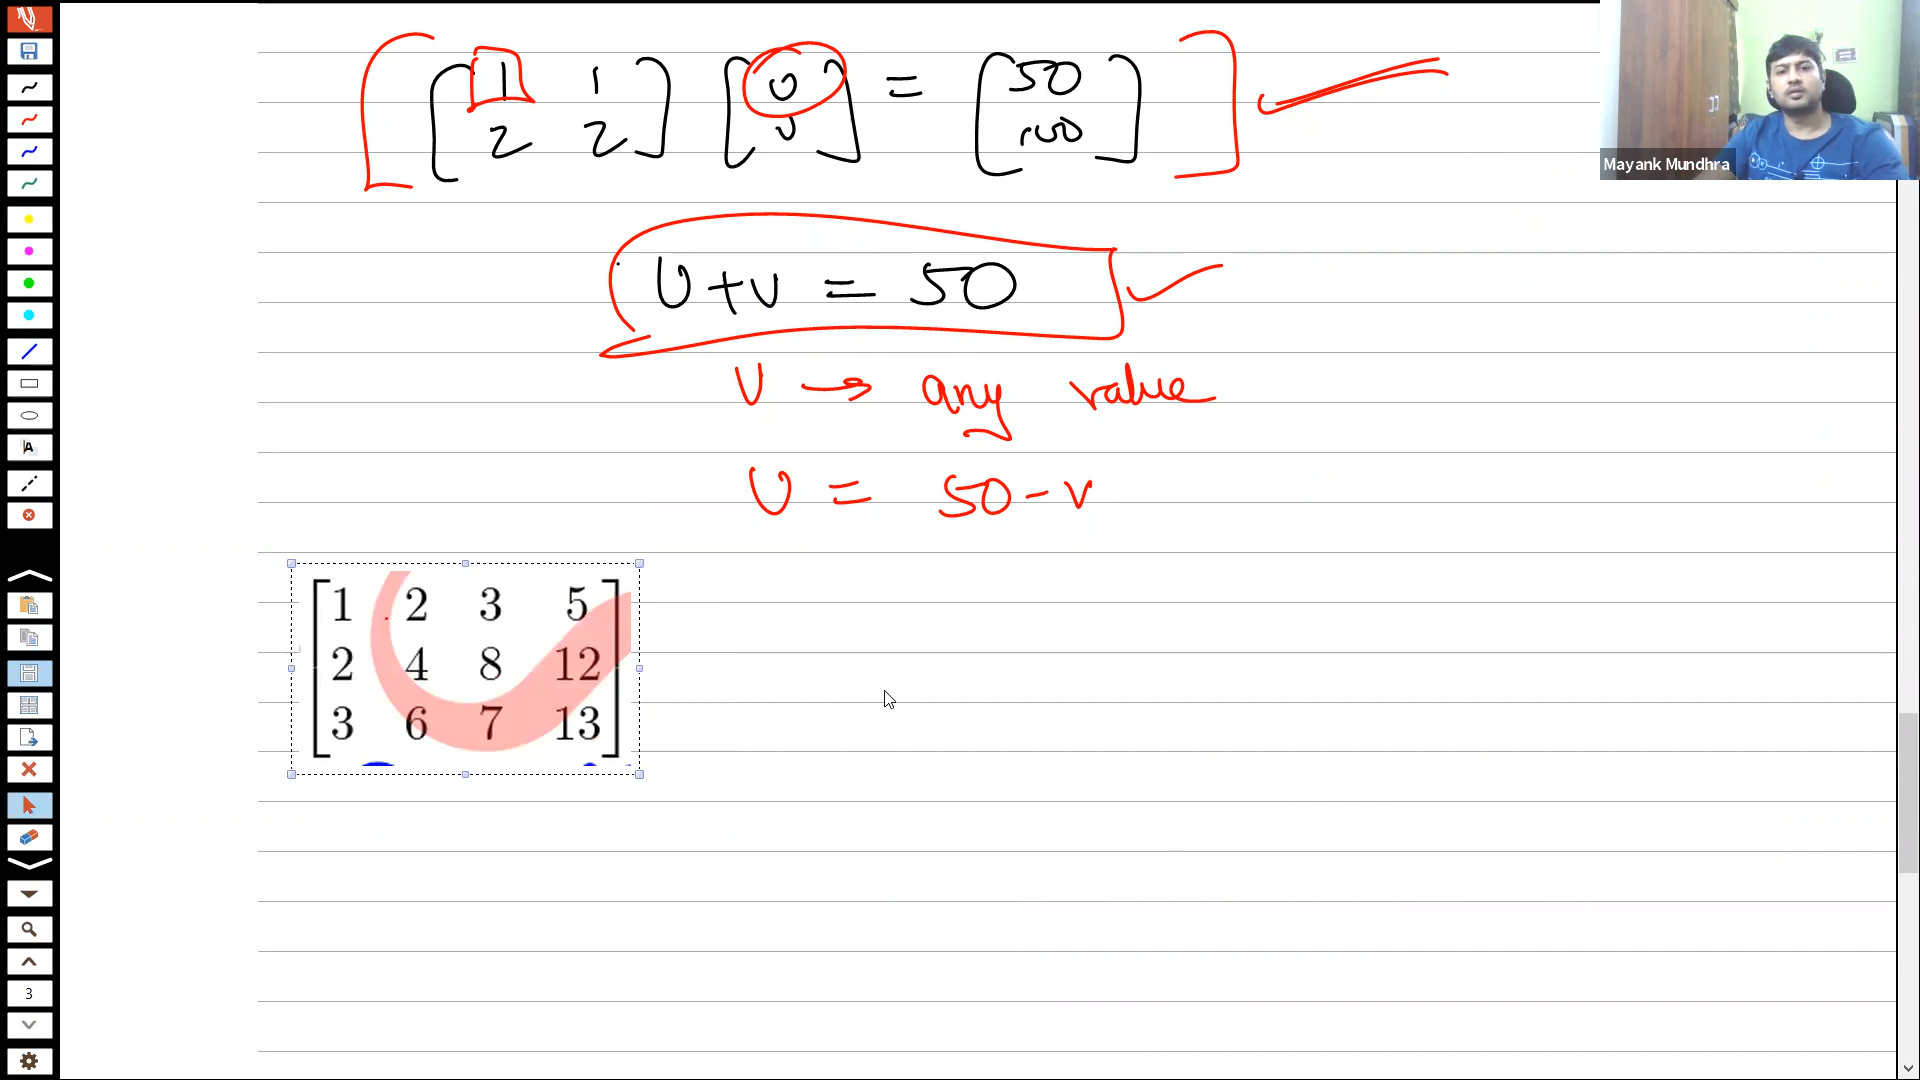 [1 1 [u = [50
2 2] v] 100]
Mayank Mundhra
U+v = 50
V → any value
U = 50-v
1 2 3 5
2 4 8 12
3 6 7 13
A
3